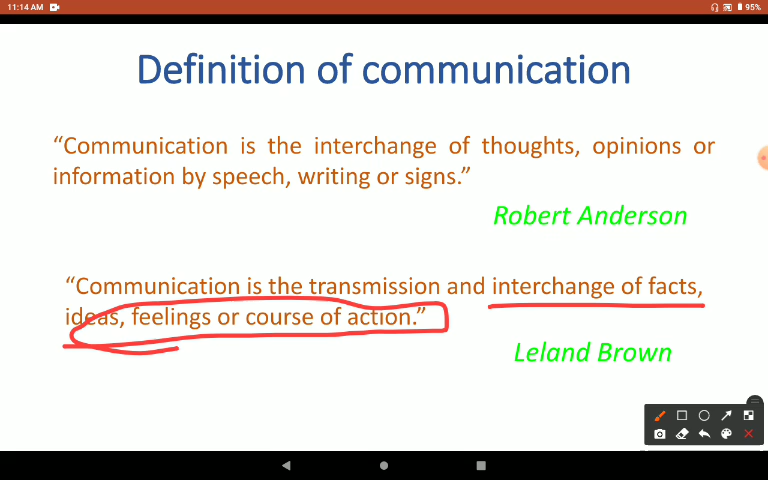 11:14 AM
95%
Definition of communication
“Communication is the interchange of thoughts, opinions or
information by speech, writing or signs.”
Robert Anderson
“Communication is the transmission and interchange of facts,
ideas, feelings or course of action.”
Leland Brown